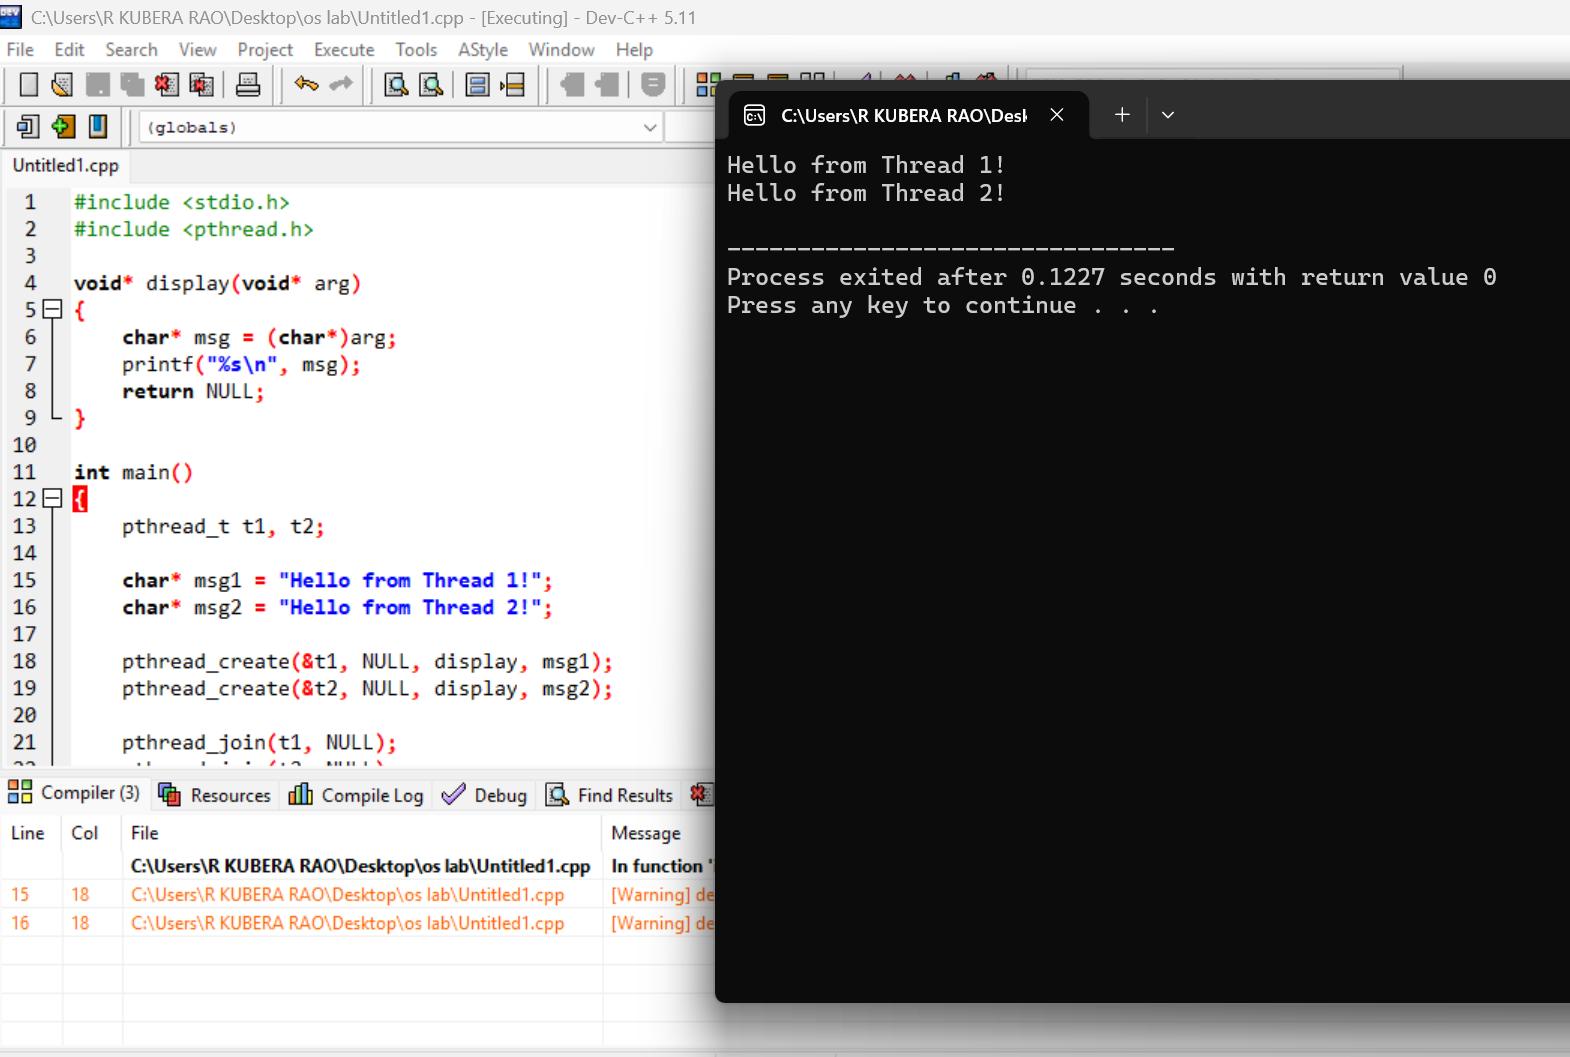 C:\Users\R KUBERA RAO\Desktop\os lab\Untitled1.cpp - [Executing] - Dev-C++ 5.11
File Edit Search View Project Execute Tools AStyle Window Help
(globals)
Untitled1.cpp
1 #include <stdio.h>
2 #include <pthread.h>
3
4 void* display(void* arg)
5 {
6 char* msg = (char*)arg;
7 printf("%s\n", msg);
8 return NULL;
9 }
10
11 int main()
12 {
13 pthread_t t1, t2;
14
15 char* msg1 = "Hello from Thread 1!";
16 char* msg2 = "Hello from Thread 2!";
17
18 pthread_create(&t1, NULL, display, msg1);
19 pthread_create(&t2, NULL, display, msg2);
20
21 pthread_join(t1, NULL);
Compiler (3) Resources Compile Log Debug Find Results
Line Col File Message
C:\Users\R KUBERA RAO\Desktop\os lab\Untitled1.cpp In function '
15 18 C:\Users\R KUBERA RAO\Desktop\os lab\Untitled1.cpp [Warning] de
16 18 C:\Users\R KUBERA RAO\Desktop\os lab\Untitled1.cpp [Warning] de
C:\Users\R KUBERA RAO\Desk
Hello from Thread 1!
Hello from Thread 2!
--------------------------------
Process exited after 0.1227 seconds with return value 0
Press any key to continue . . .